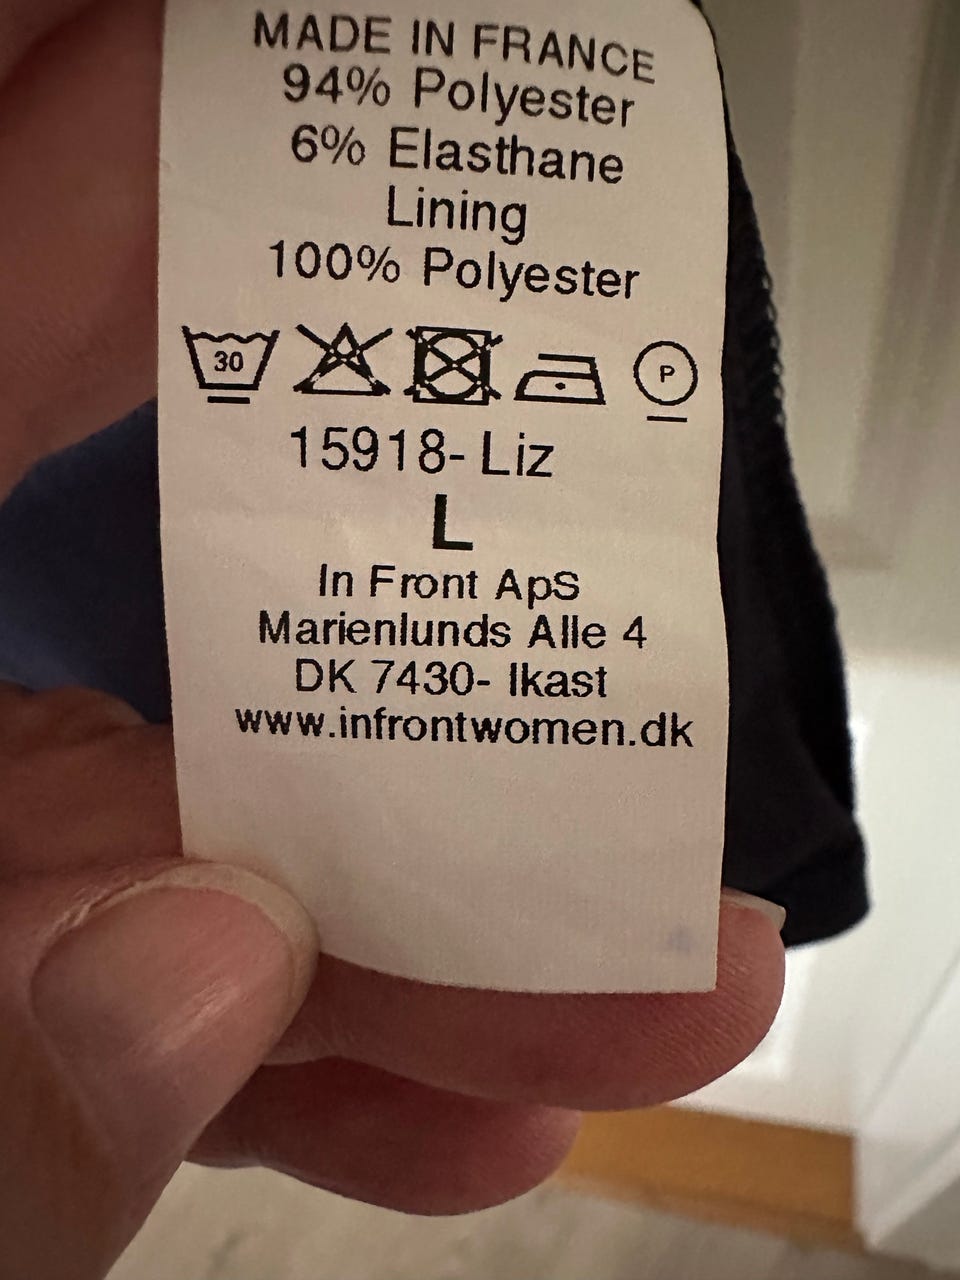 MADE IN FRANCE
94% Polyester
6% Elasthane
Lining
100% Polyester
30 P
15918- Liz
L
In Front ApS
Marienlunds Alle 4
DK 7430- Ikast
www.infrontwomen.dk